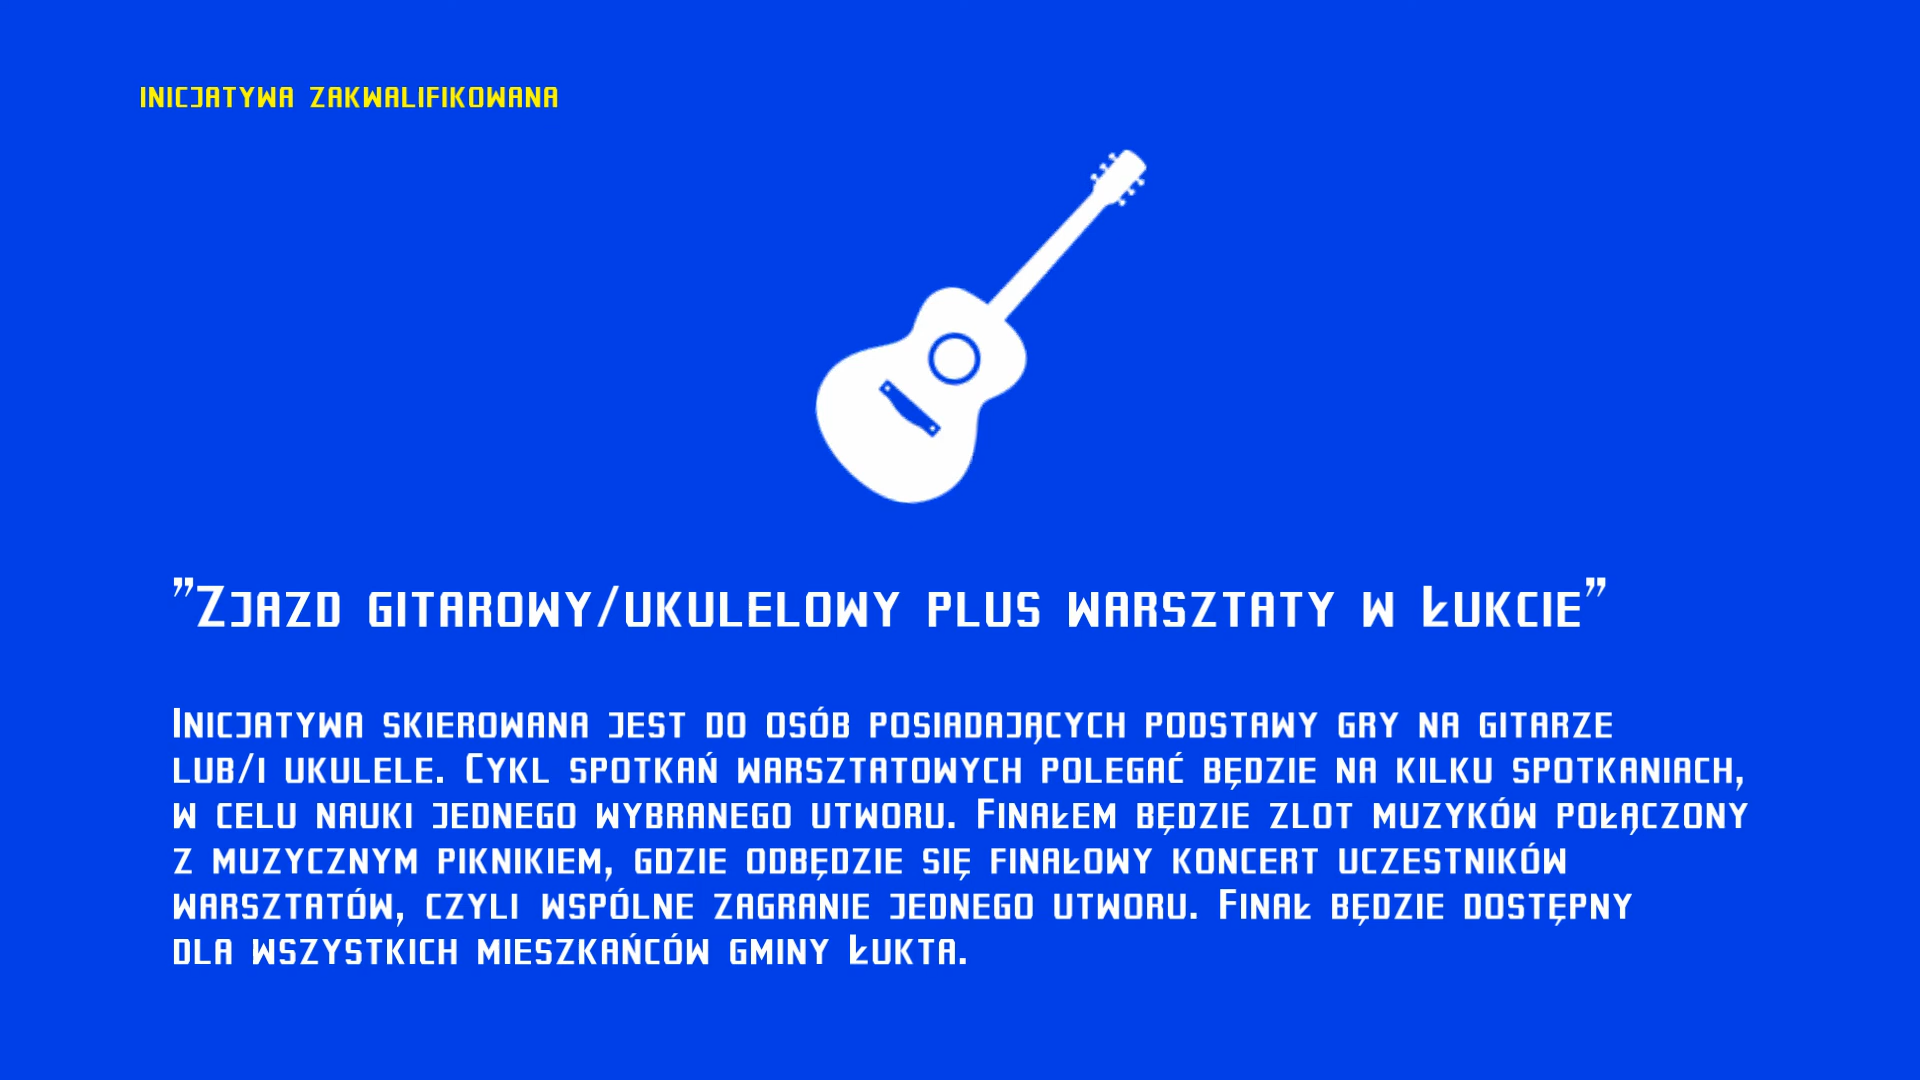 INICJATYWA ZAKWALIFIKOWANA
”Zjazd gitarowy/ukulelowy plus warsztaty w Łukcie”
Inicjatywa skierowana jest do osób posiadających podstawy gry na gitarze
lub/i ukulele. Cykl spotkań warsztatowych polegać będzie na kilku spotkaniach,
w celu nauki jednego wybranego utworu. Finałem będzie zlot muzyków połączony
z muzycznym piknikiem, gdzie odbędzie się finałowy koncert uczestników
warsztatów, czyli wspólne zagranie jednego utworu. Finał będzie dostępny
dla wszystkich mieszkańców gminy Łukta.